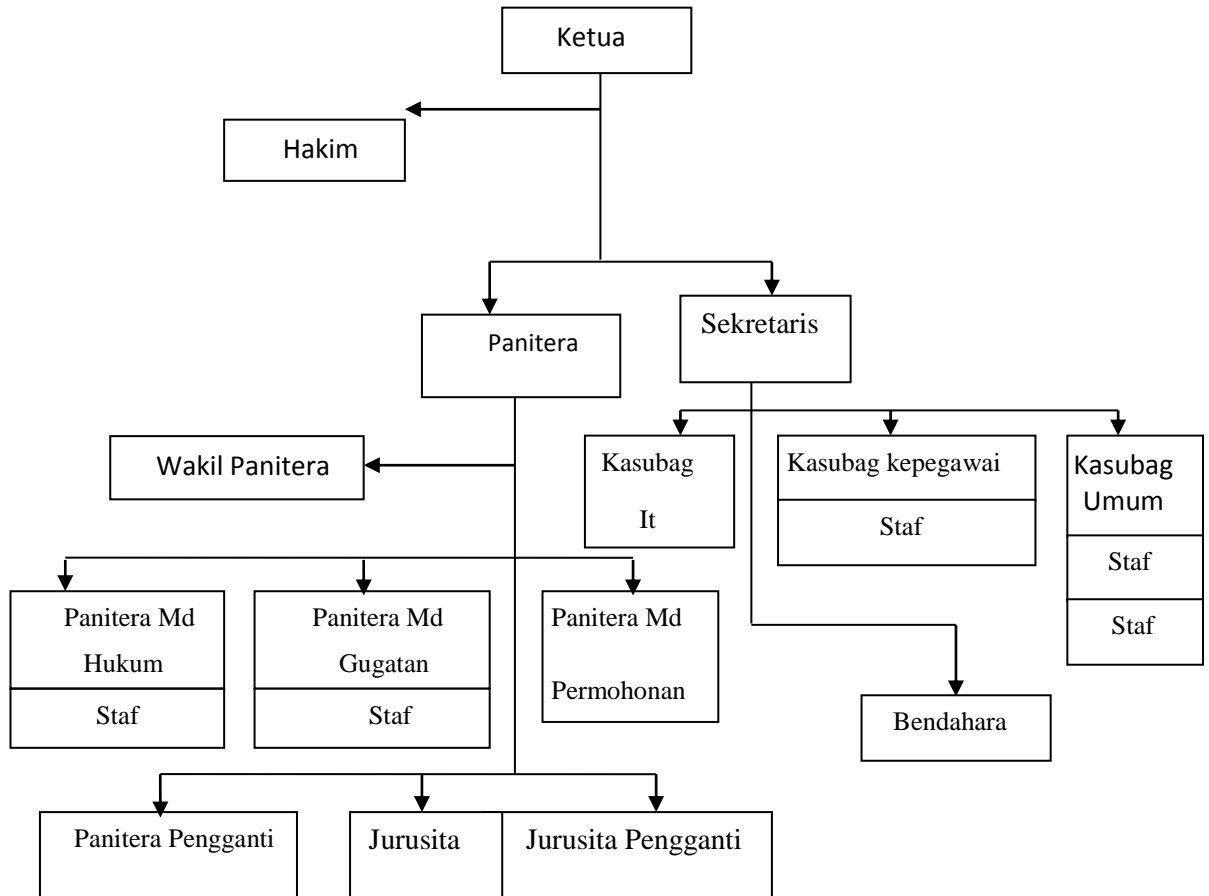 Ketua
Hakim
Sekretaris
Panitera
Wakil Panitera
Kasubag
It
Kasubag kepegawai
Staf
Kasubag
Umum
Staf
Staf
Panitera Md
Hukum
Staf
Panitera Md
Gugatan
Staf
Panitera Md
Permohonan
Bendahara
Panitera Pengganti
Jurusita
Jurusita Pengganti